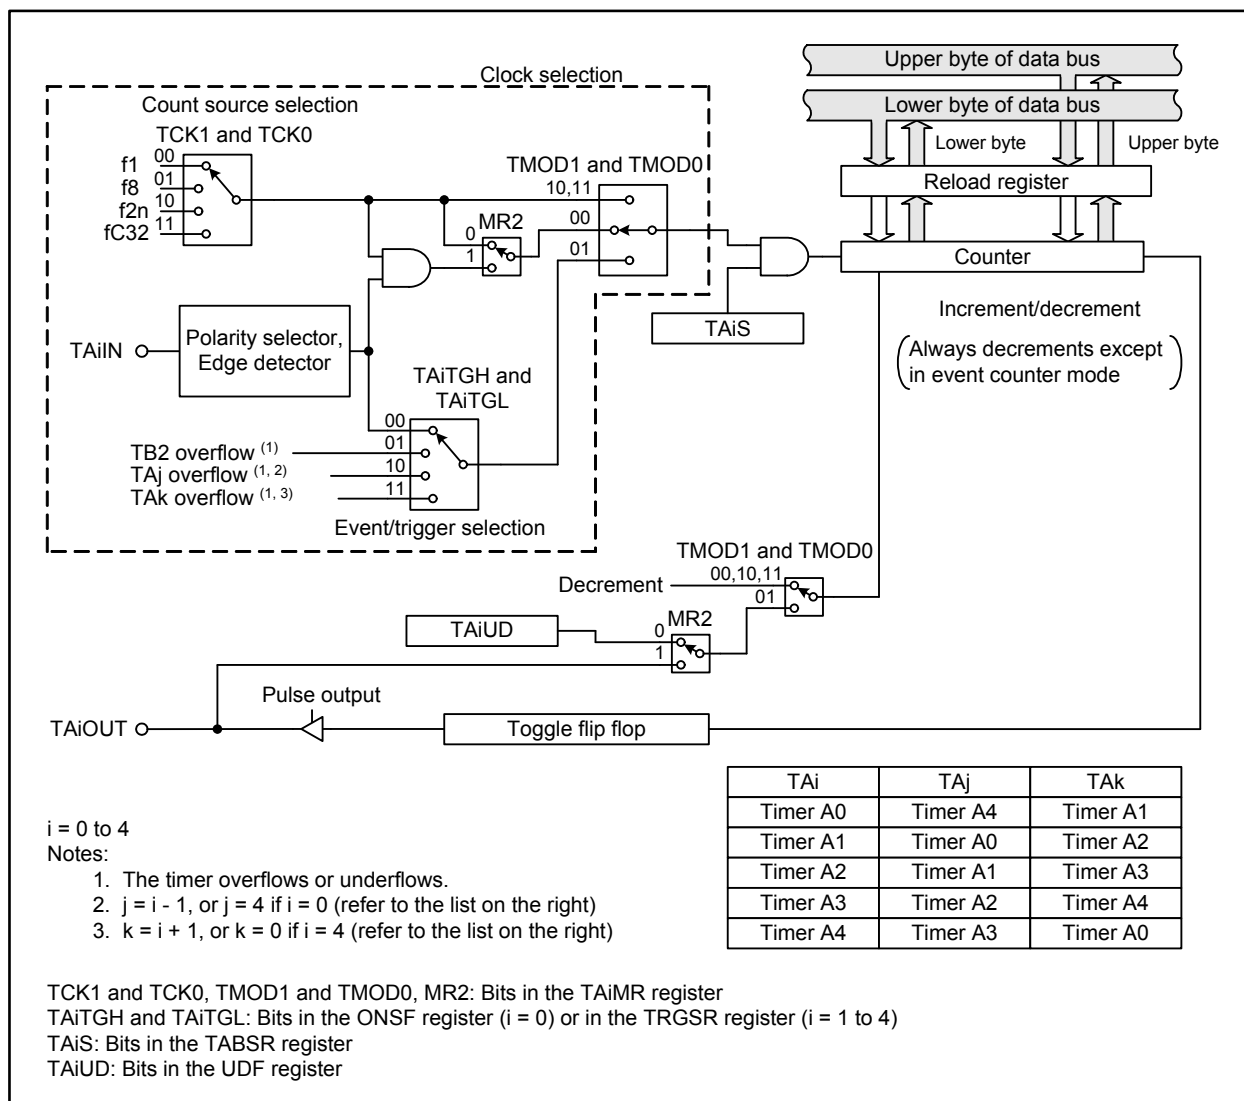 Upper byte of data bus
Clock selection
Lower byte of data bus
Count source selection
TCK1 and TCK0
Lower byte
Upper byte
TMOD1 and TMOD0
f1 00
f8 01
f2n 10
fC32 11
10,11
Reload register
MR2
00
0
1
01
Counter
TAiS
Increment/decrement
TAiIN
Polarity selector,
Edge detector
(Always decrements except
in event counter mode)
TAiTGH and
TAiTGL
00
TB2 overflow (1) 01
TAj overflow (1, 2) 10
TAk overflow (1, 3) 11
Event/trigger selection
TMOD1 and TMOD0
Decrement 00,10,11
01
MR2
TAiUD 0
1
Pulse output
TAiOUT
Toggle flip flop
TAi TAj TAk
Timer A0 Timer A4 Timer A1
Timer A1 Timer A0 Timer A2
Timer A2 Timer A1 Timer A3
Timer A3 Timer A2 Timer A4
Timer A4 Timer A3 Timer A0
i = 0 to 4
Notes:
1. The timer overflows or underflows.
2. j = i - 1, or j = 4 if i = 0 (refer to the list on the right)
3. k = i + 1, or k = 0 if i = 4 (refer to the list on the right)
TCK1 and TCK0, TMOD1 and TMOD0, MR2: Bits in the TAiMR register
TAiTGH and TAiTGL: Bits in the ONSF register (i = 0) or in the TRGSR register (i = 1 to 4)
TAiS: Bits in the TABSR register
TAiUD: Bits in the UDF register